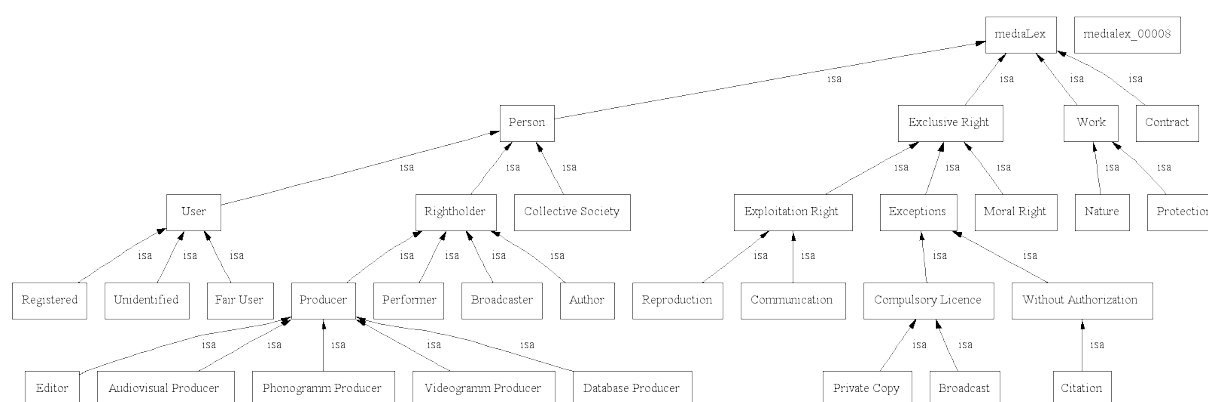 mediaLex
medialex_00008
isa
isa
isa
isa
Person
Exclusive Right
Work
Contract
isa
isa
isa
isa
isa
isa
isa
isa
User
Rightholder
Collective Society
Exploitation Right
Exceptions
Moral Right
Nature
Protection
isa
isa
isa
isa
isa
isa
isa
isa
isa
isa
isa
Registered
Unidentified
Fair User
Producer
Performer
Broadcaster
Author
Reproduction
Communication
Compulsory Licence
Without Authorization
isa
isa
isa
isa
isa
isa
isa
isa
Editor
Audiovisual Producer
Phonogramm Producer
Videogramm Producer
Database Producer
Private Copy
Broadcast
Citation